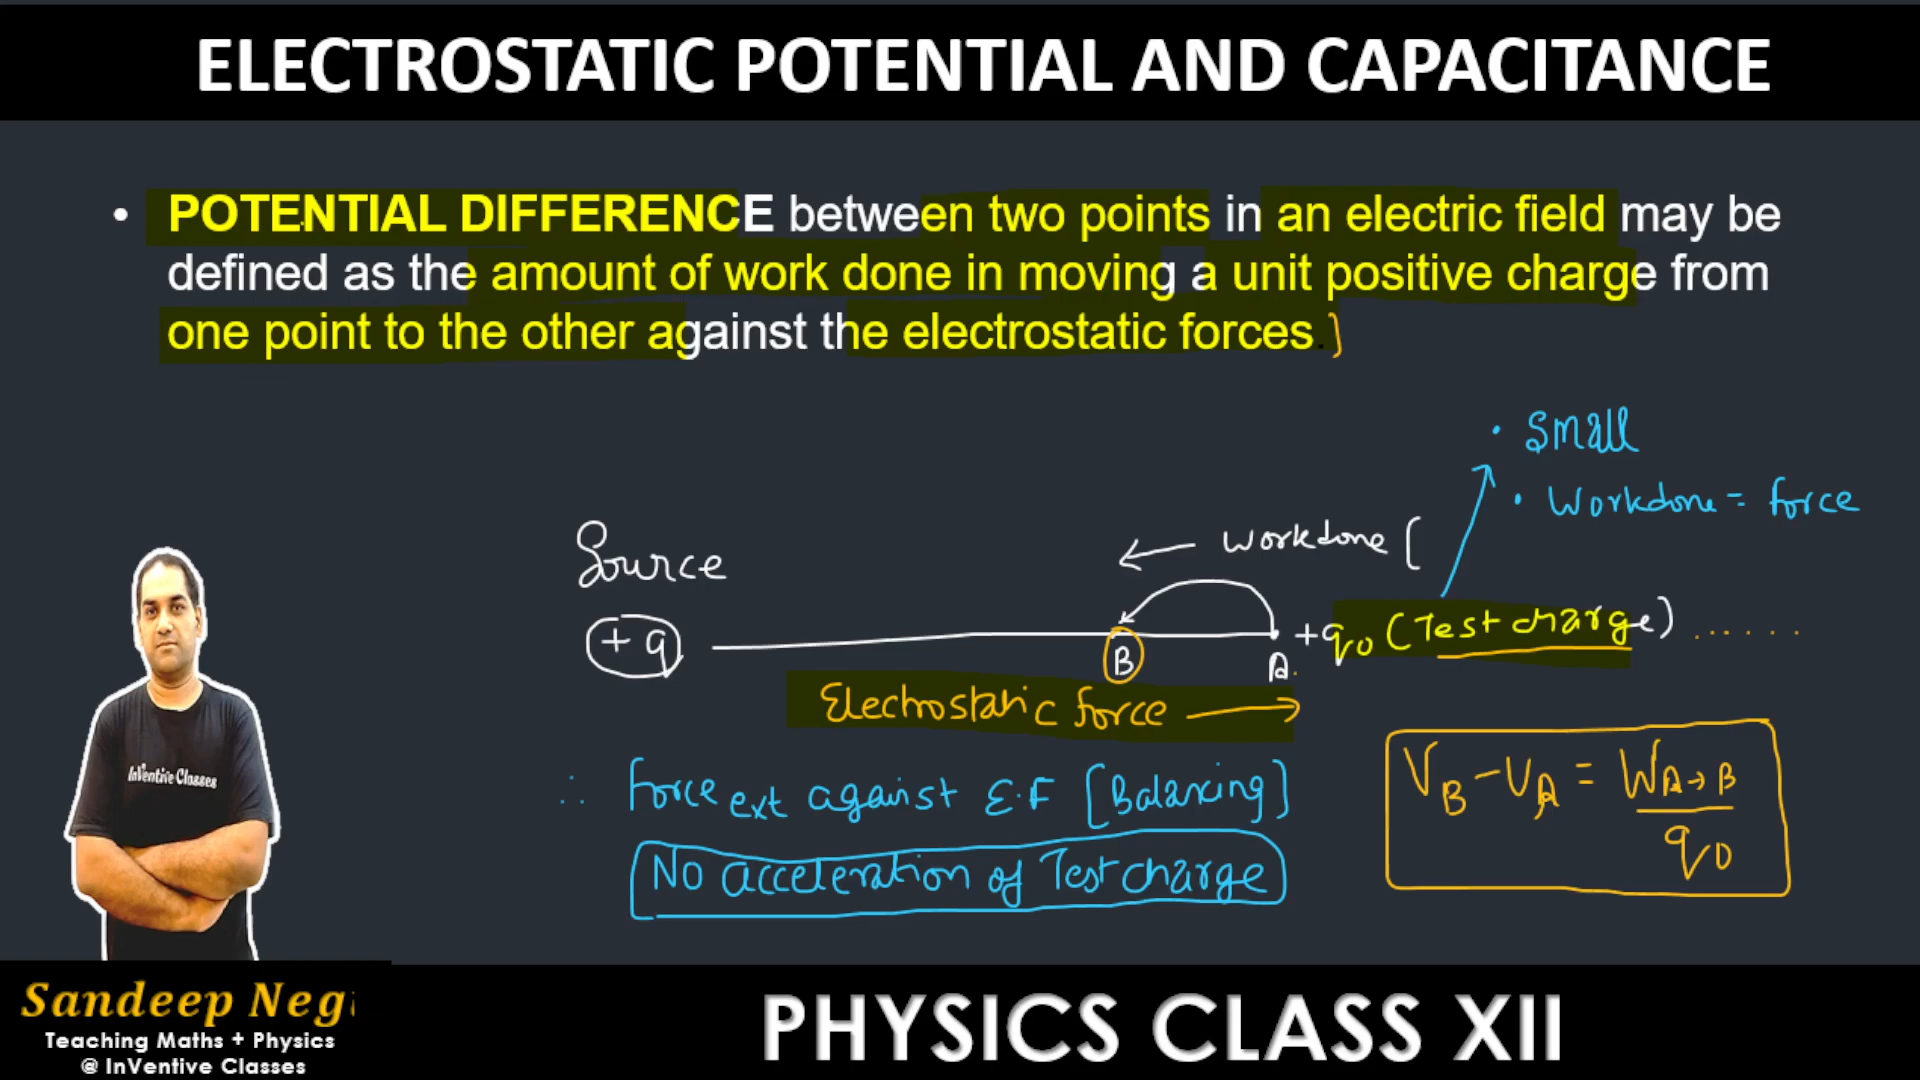 ELECTROSTATIC POTENTIAL AND CAPACITANCE
• POTENTIAL DIFFERENCE between two points in an electric field may be
defined as the amount of work done in moving a unit positive charge from
one point to the other against the electrostatic forces.)
• Small
• Workdone = force
Source
← Workdone [
+q
B
A
+q₀ (Test charge) ......
Electrostatic force →
∴ Force ext against E.F [Balancing]
No acceleration of Test charge
V_B - V_A = W_A→B
q₀
InVentive Classes
Sandeep Negi
Teaching Maths + Physics
@ InVentive Classes
PHYSICS CLASS XII